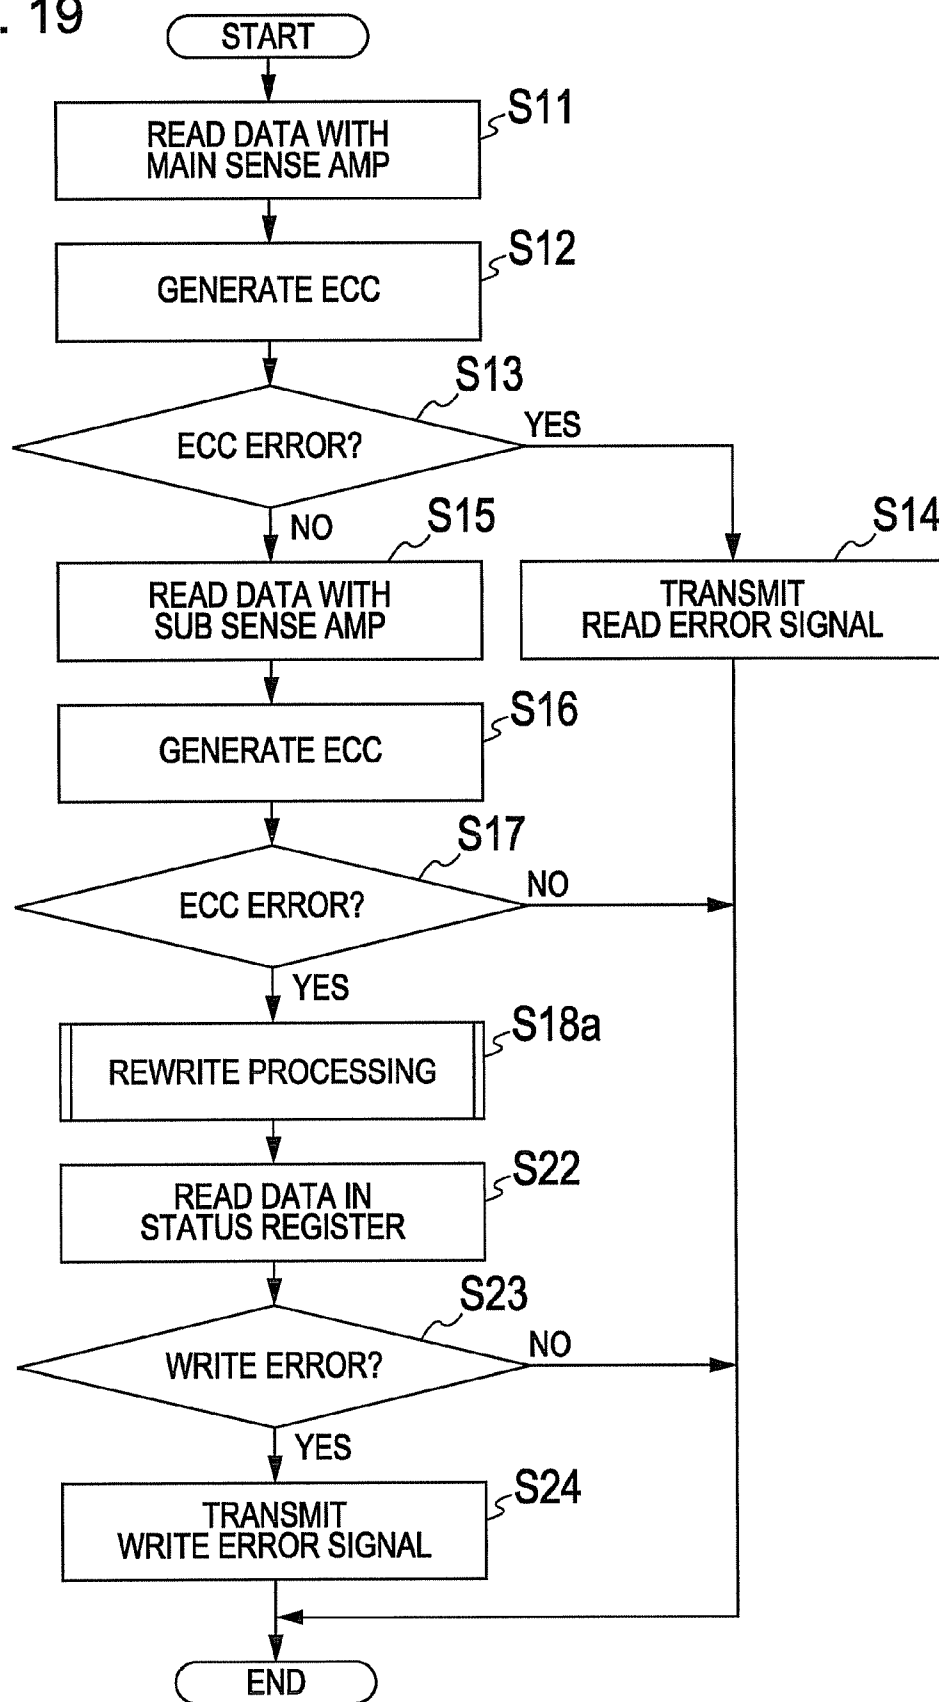 . 19
START
S11
READ DATA WITH
MAIN SENSE AMP
S12
GENERATE ECC
S13
ECC ERROR?
YES
NO
S15
S14
READ DATA WITH
SUB SENSE AMP
TRANSMIT
READ ERROR SIGNAL
S16
GENERATE ECC
S17
ECC ERROR?
NO
YES
S18a
REWRITE PROCESSING
S22
READ DATA IN
STATUS REGISTER
S23
WRITE ERROR?
NO
YES
S24
TRANSMIT
WRITE ERROR SIGNAL
END